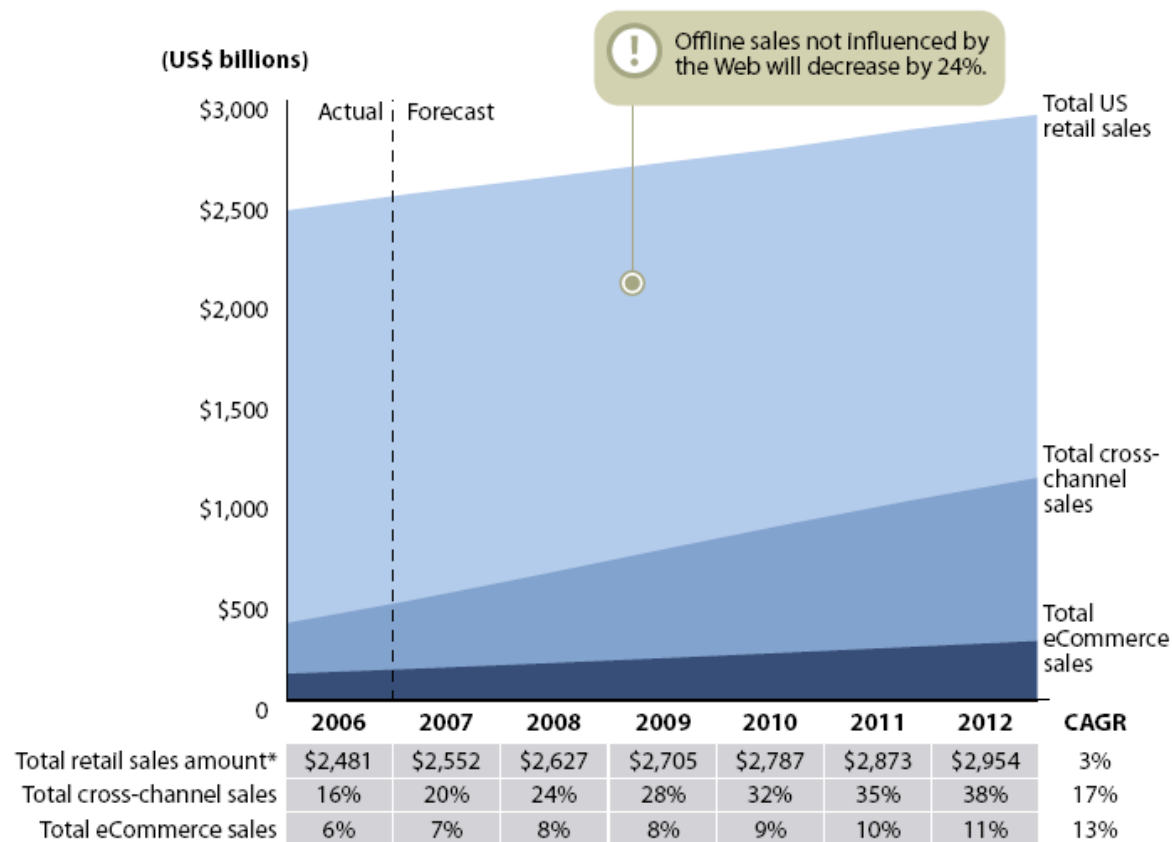 (US$ billions)
! Offline sales not influenced by
the Web will decrease by 24%.
$3,000
Actual Forecast
Total US
retail sales
$2,500
$2,000
$1,500
Total cross-
channel
sales
$1,000
$500
Total
eCommerce
sales
0
2006 2007 2008 2009 2010 2011 2012 CAGR
Total retail sales amount* $2,481 $2,552 $2,627 $2,705 $2,787 $2,873 $2,954 3%
Total cross-channel sales 16% 20% 24% 28% 32% 35% 38% 17%
Total eCommerce sales 6% 7% 8% 8% 9% 10% 11% 13%